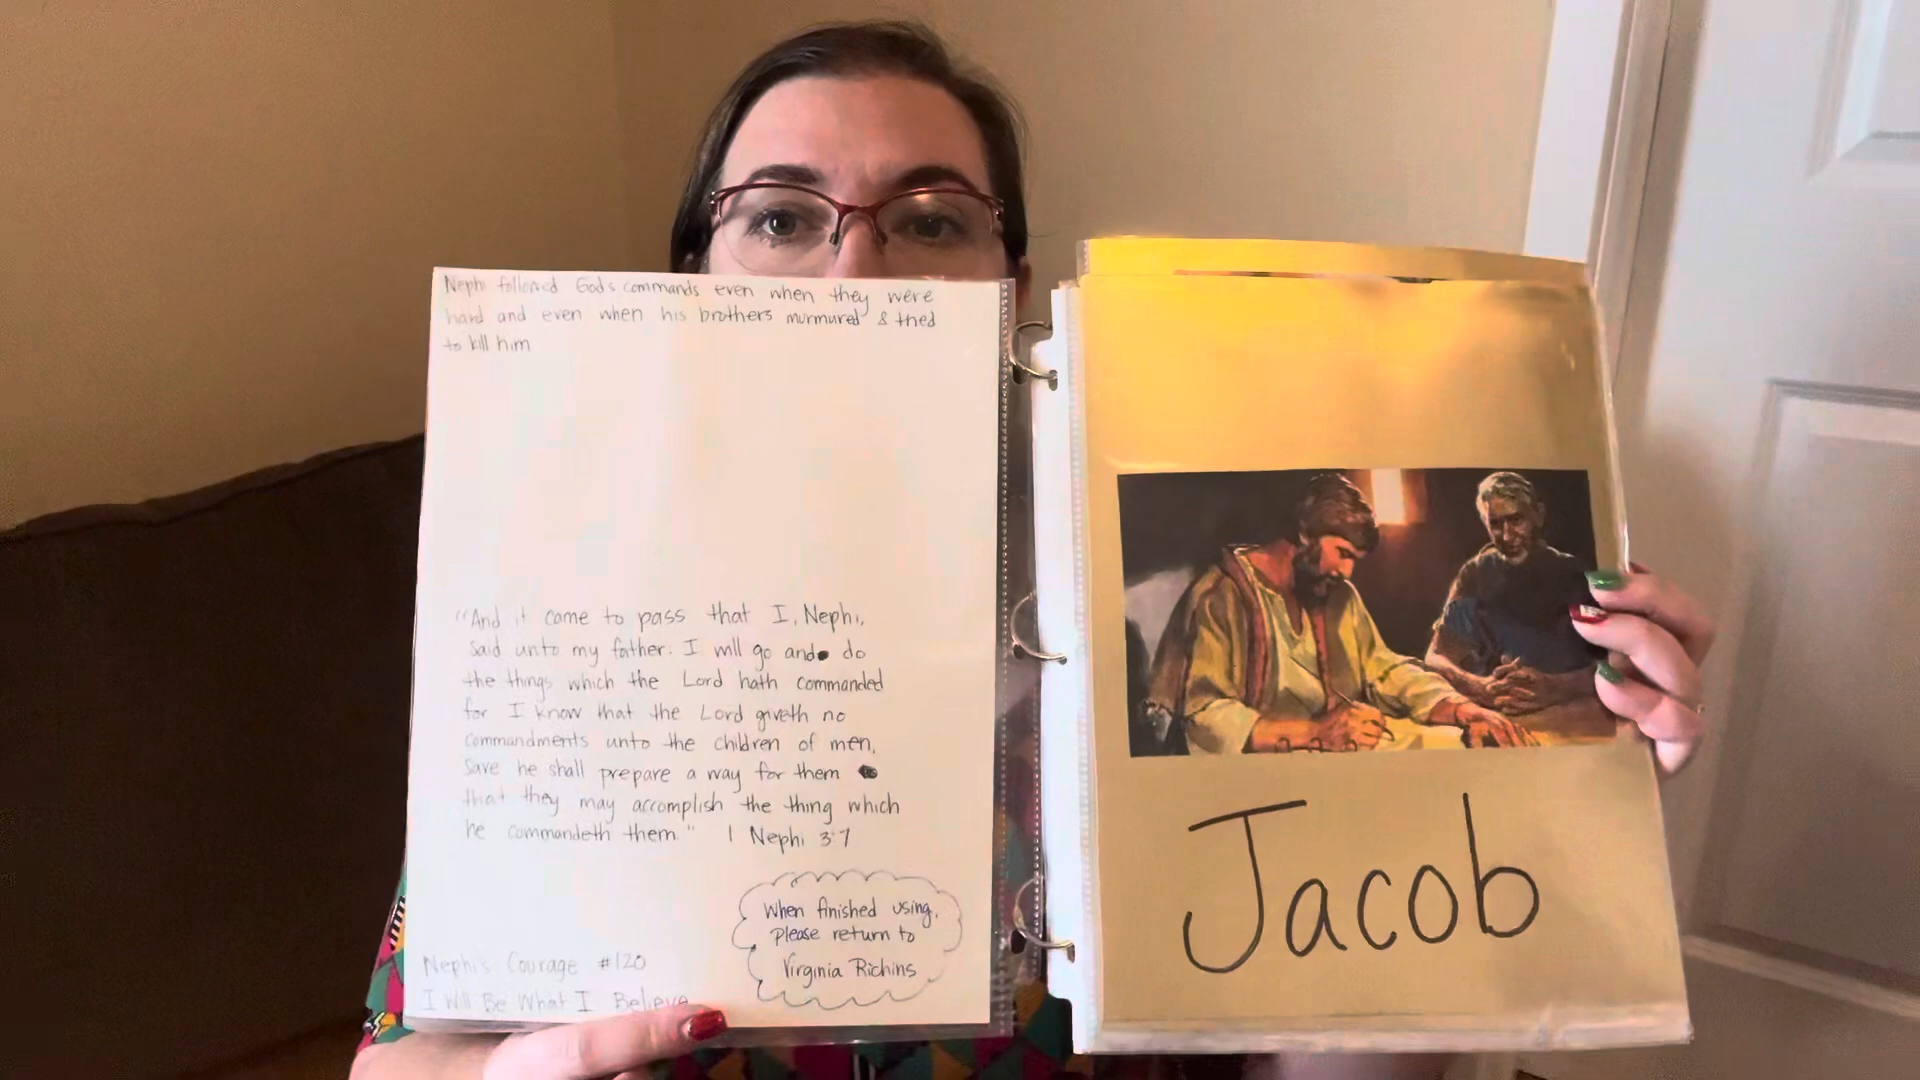 Nephi followed God's commands even when they were
hard and even when his brothers murmured & tried
to kill him
"And it came to pass that I, Nephi,
said unto my father. I will go and do
the things which the Lord hath commanded
for I know that the Lord giveth no
commandments unto the children of men,
save he shall prepare a way for them
that they may accomplish the thing which
he commandeth them" 1 Nephi 3:7
When finished using,
please return to
Virginia Richins
Nephi's Courage #120
I Will Be What I Believe
Jacob